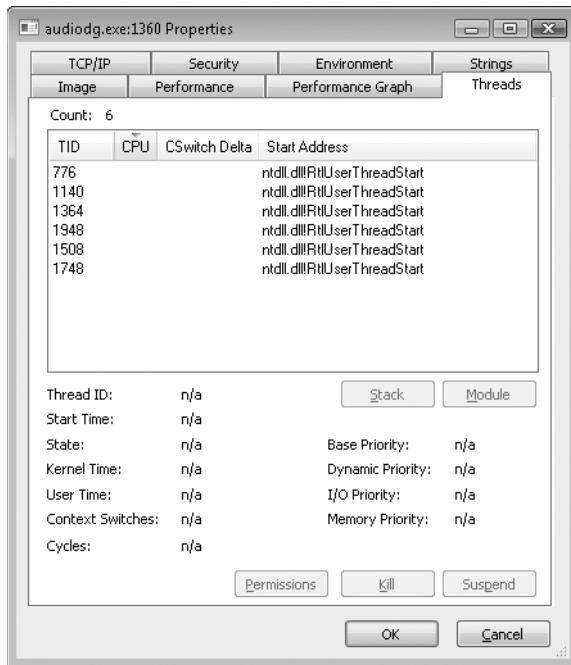 audiodg.exe:1360 Properties
TCP/IP Security Environment Strings
Image Performance Performance Graph Threads
Count: 6
TID CPU CSwitch Delta Start Address
776 ntdll.dll!RtlUserThreadStart
1140 ntdll.dll!RtlUserThreadStart
1364 ntdll.dll!RtlUserThreadStart
1948 ntdll.dll!RtlUserThreadStart
1508 ntdll.dll!RtlUserThreadStart
1748 ntdll.dll!RtlUserThreadStart
Thread ID: n/a Stack Module
Start Time: n/a
State: n/a Base Priority: n/a
Kernel Time: n/a Dynamic Priority: n/a
User Time: n/a I/O Priority: n/a
Context Switches: n/a Memory Priority: n/a
Cycles: n/a
Permissions Kill Suspend
OK Cancel